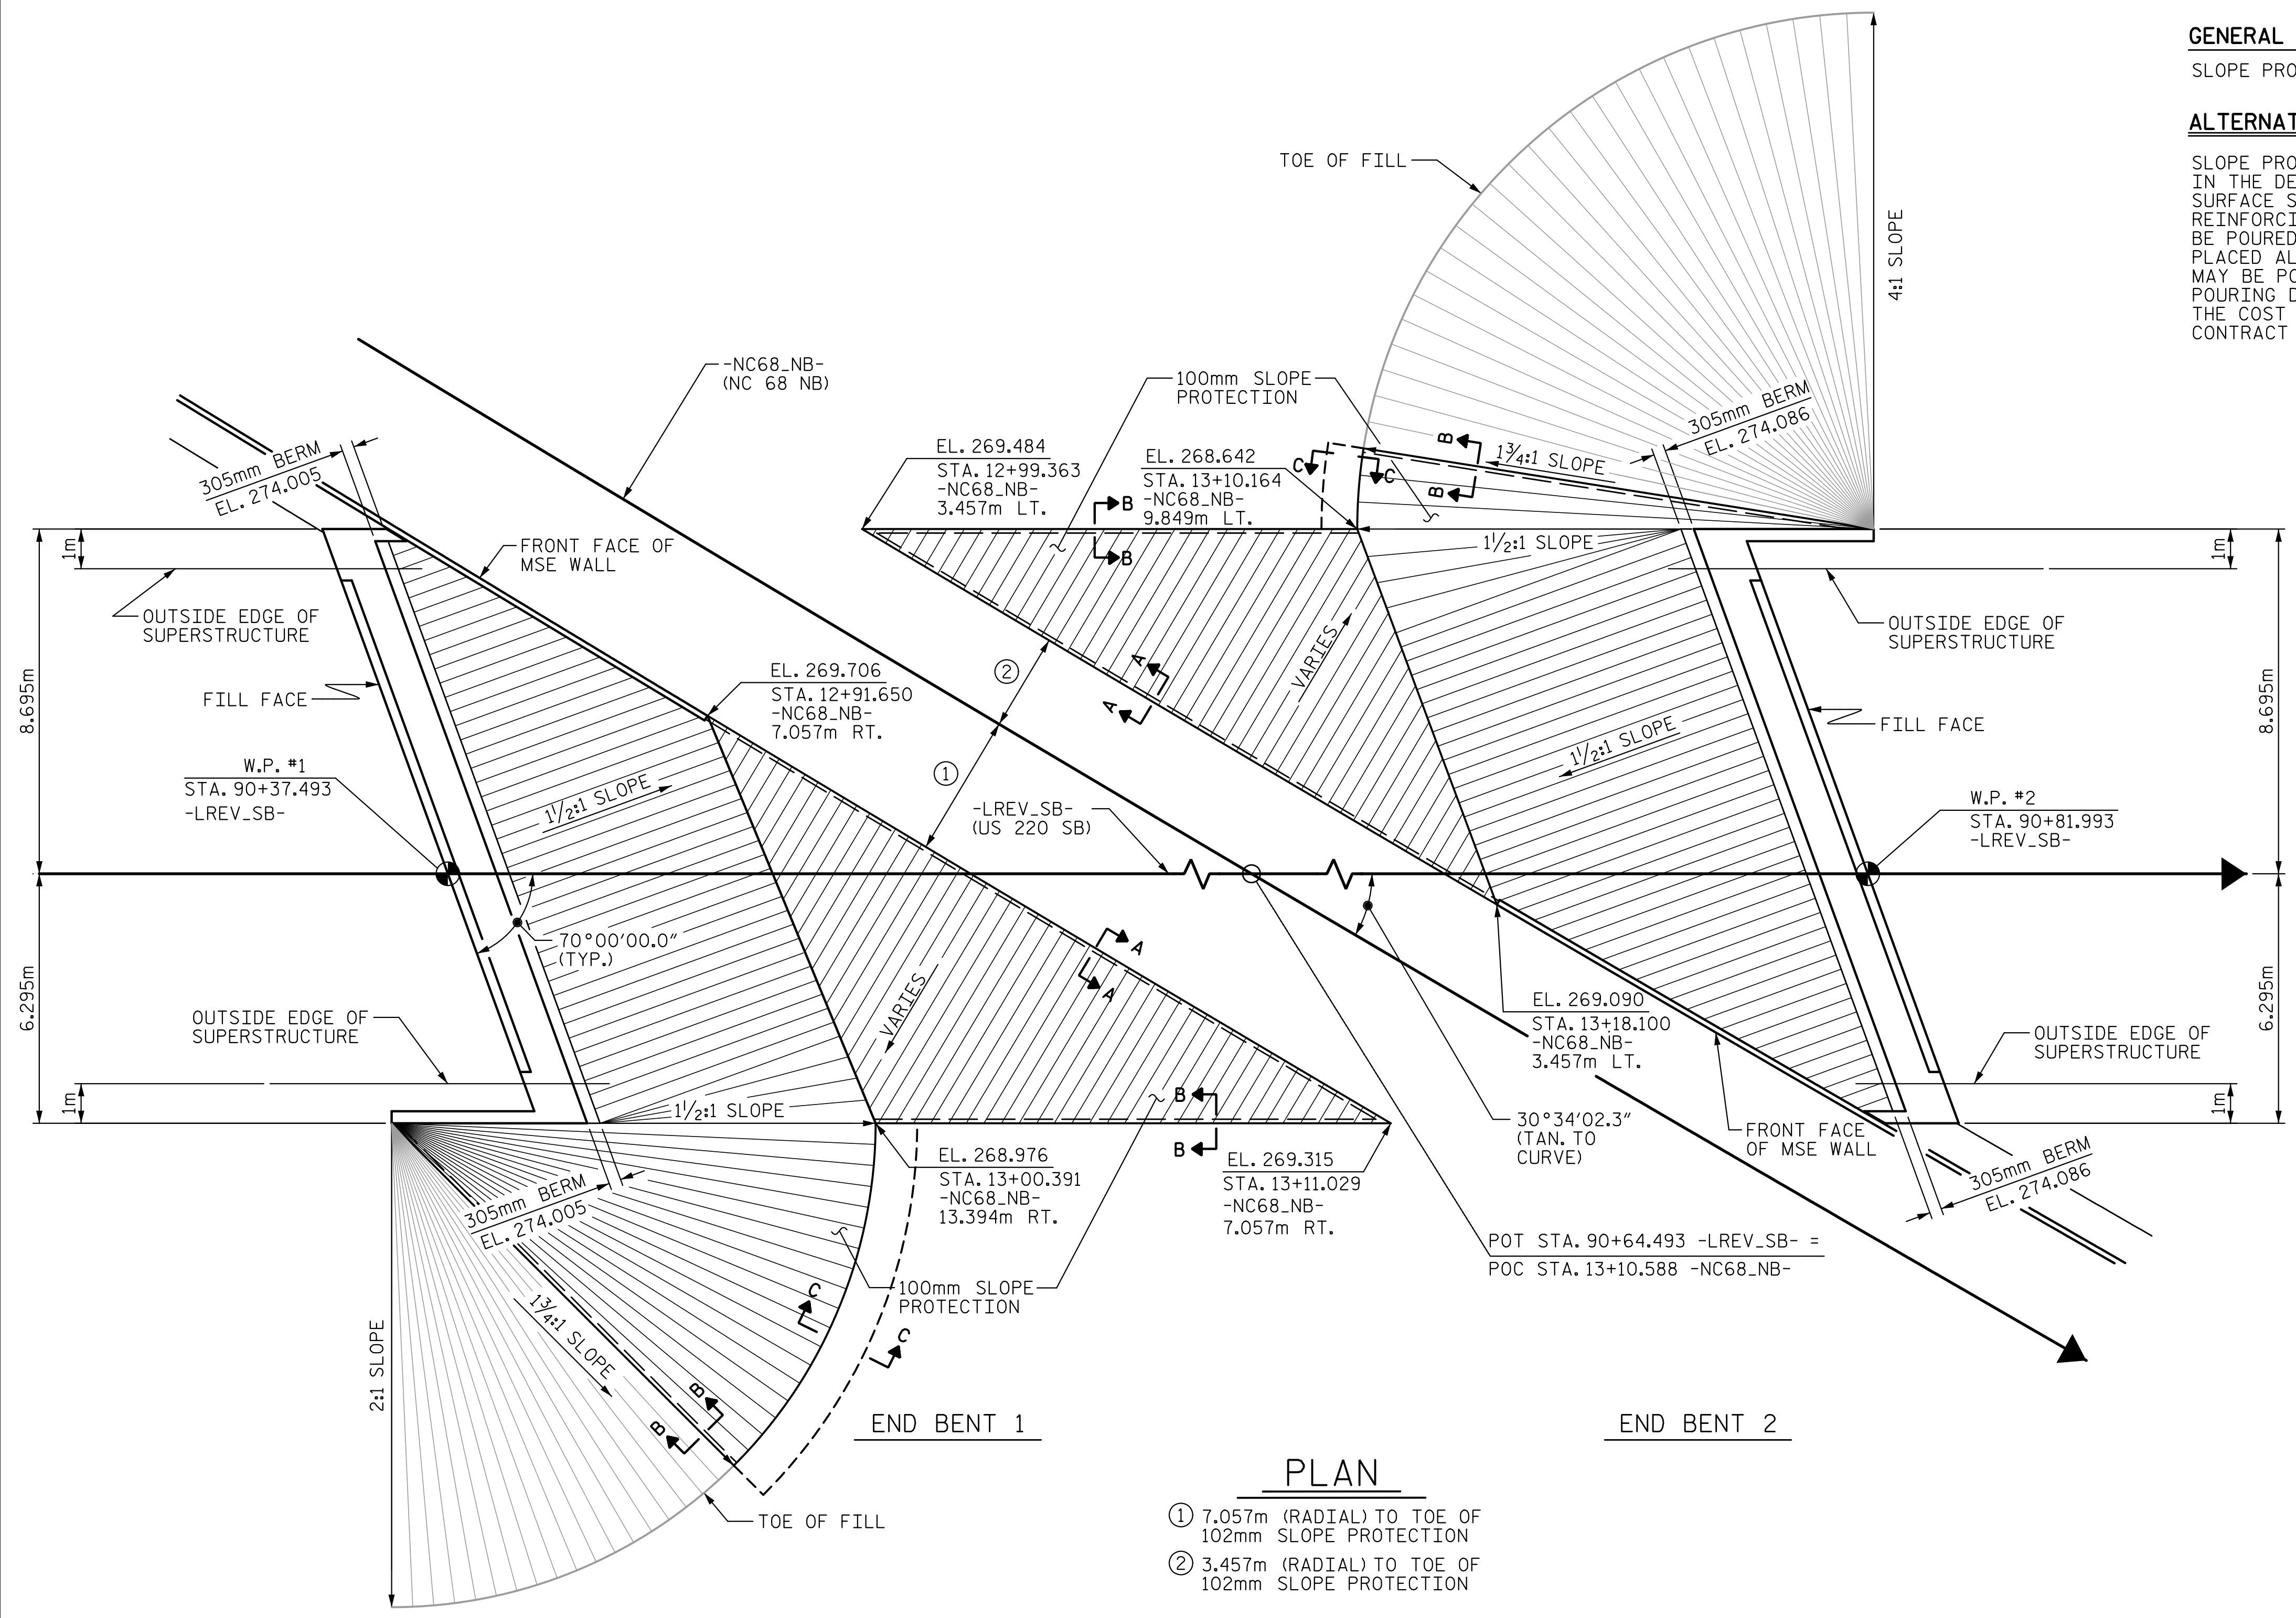 GENERAL
SLOPE PRO
ALTERNAT
SLOPE PRO
IN THE DE
SURFACE S
REINFORCI
BE POURED
PLACED AL
MAY BE PO
POURING D
THE COST
CONTRACT
TOE OF FILL
4:1 SLOPE
-NC68_NB-
(NC 68 NB)
100mm SLOPE
PROTECTION
305mm BERM
EL. 274.086
1¾:1 SLOPE
B
B
C
C
305mm BERM
EL. 274.005
EL. 269.484
STA. 12+99.363
-NC68_NB-
3.457m LT.
EL. 268.642
STA. 13+10.164
-NC68_NB-
9.849m LT.
B
B
1m
1m
FRONT FACE OF
MSE WALL
1½:1 SLOPE
OUTSIDE EDGE OF
SUPERSTRUCTURE
OUTSIDE EDGE OF
SUPERSTRUCTURE
8.695m
8.695m
FILL FACE
FILL FACE
EL. 269.706
STA. 12+91.650
-NC68_NB-
7.057m RT.
2
1
A
A
VARIES
1½:1 SLOPE
1½:1 SLOPE
W.P. #1
STA. 90+37.493
-LREV_SB-
-LREV_SB-
(US 220 SB)
W.P. #2
STA. 90+81.993
-LREV_SB-
70°00'00.0"
(TYP.)
6.295m
6.295m
A
A
VARIES
OUTSIDE EDGE OF
SUPERSTRUCTURE
EL. 269.090
STA. 13+18.100
-NC68_NB-
3.457m LT.
OUTSIDE EDGE OF
SUPERSTRUCTURE
1m
1m
1½:1 SLOPE
B
B
30°34'02.3"
(TAN. TO
CURVE)
FRONT FACE
OF MSE WALL
305mm BERM
EL. 274.086
305mm BERM
EL. 274.005
EL. 268.976
STA. 13+00.391
-NC68_NB-
13.394m RT.
EL. 269.315
STA. 13+11.029
-NC68_NB-
7.057m RT.
POT STA. 90+64.493 -LREV_SB- =
POC STA. 13+10.588 -NC68_NB-
100mm SLOPE
PROTECTION
C
C
1¾:1 SLOPE
2:1 SLOPE
B
B
TOE OF FILL
END BENT 1
END BENT 2
PLAN
1 7.057m (RADIAL) TO TOE OF
102mm SLOPE PROTECTION
2 3.457m (RADIAL) TO TOE OF
102mm SLOPE PROTECTION